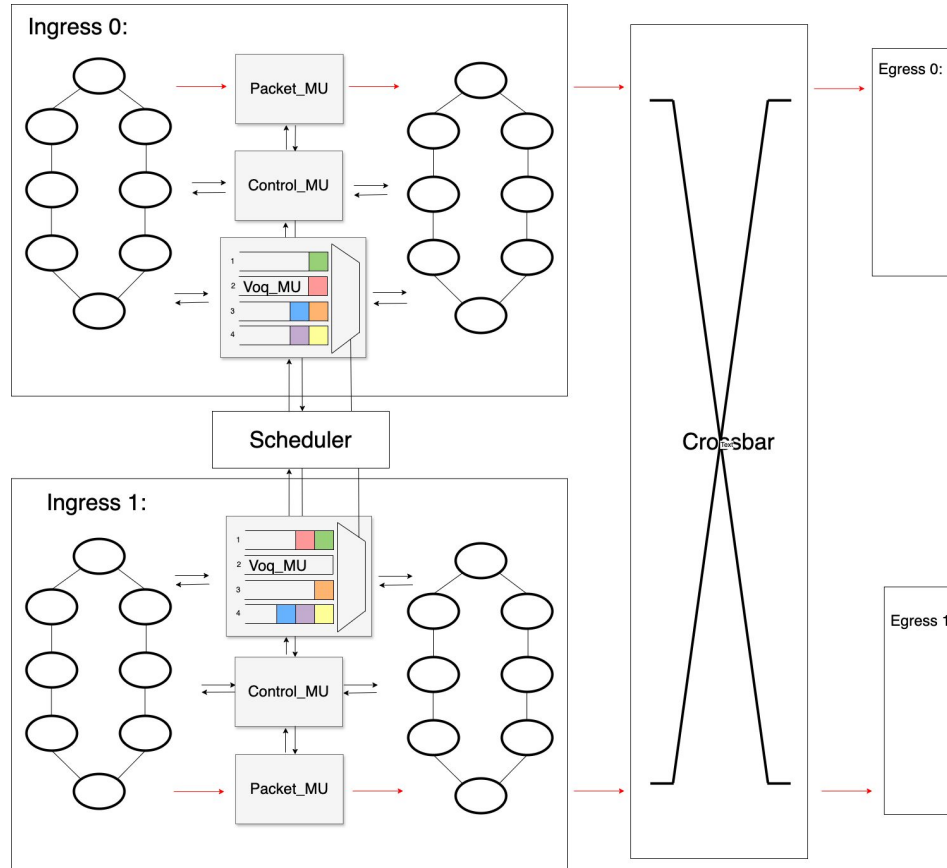 Ingress 0:
Packet_MU
Control_MU
1
2
Voq_MU
3
4
Scheduler
Ingress 1:
1
2
Voq_MU
3
4
Control_MU
Packet_MU
Crossbar
Text
Egress 0:
Egress 1